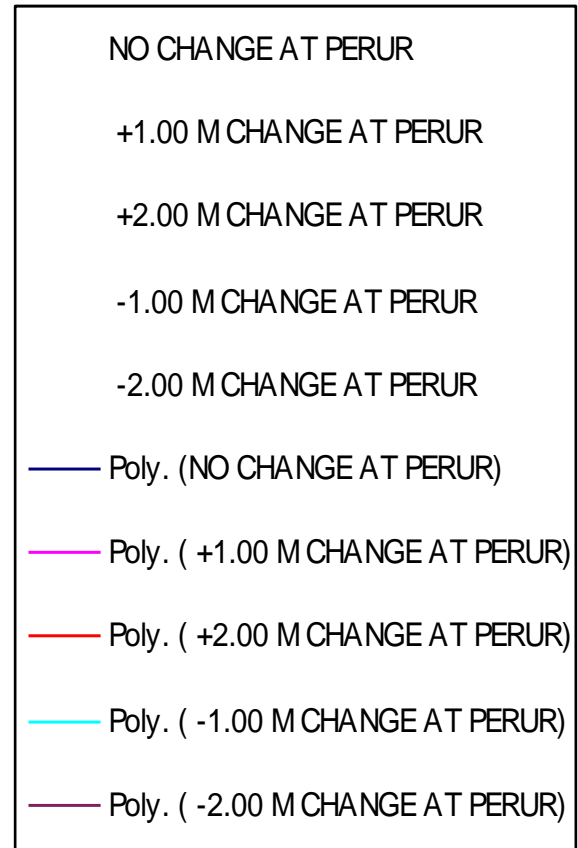 NO CHANGE AT PERUR
+1.00 M CHANGE AT PERUR
+2.00 M CHANGE AT PERUR
-1.00 M CHANGE AT PERUR
-2.00 M CHANGE AT PERUR
Poly. (NO CHANGE AT PERUR)
Poly. ( +1.00 M CHANGE AT PERUR)
Poly. ( +2.00 M CHANGE AT PERUR)
Poly. ( -1.00 M CHANGE AT PERUR)
Poly. ( -2.00 M CHANGE AT PERUR)